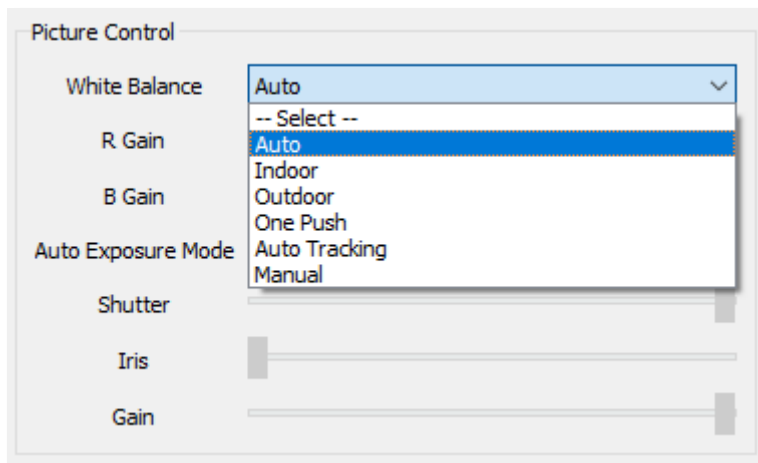 Picture Control
White Balance Auto
-- Select --
R Gain Auto
Indoor
B Gain Outdoor
One Push
Auto Exposure Mode Auto Tracking
Manual
Shutter
Iris
Gain